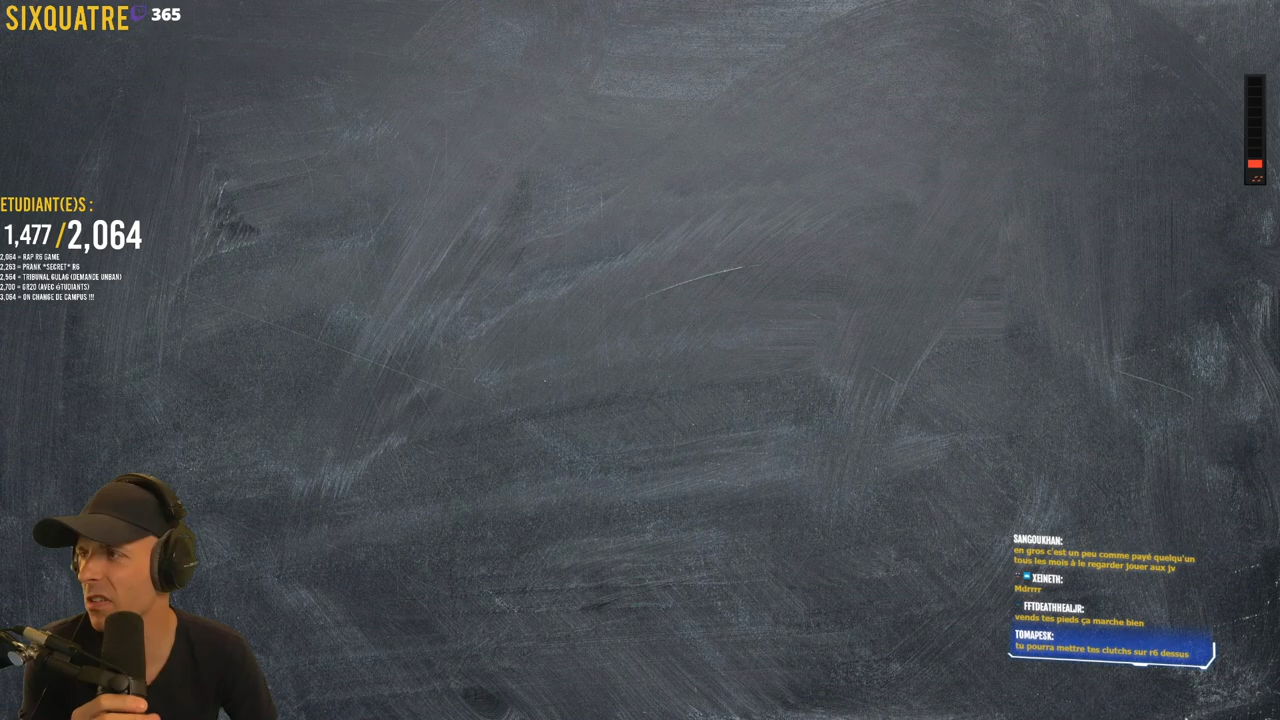 SIXQUATRE 365
ETUDIANT(E)S :
1,477 / 2,064
2,064 = RAP R6 GAME
2,263 = PRANK *SECRET* R6
2,564 = TRIBUNAL GULAG (DEMANDE UNBAN)
2,700 = GR20 (AVEC éTUDIANTS)
3,064 = ON CHANGE DE CAMPUS !!!
SANGOUKHAN:
en gros c'est un peu comme payé quelqu'un
tous les mois à le regarder jouer aux jv
XEINETH:
Mdrrrr
FFTDEATHHEALJR:
vends tes pieds ça marche bien
TOMAPESK:
tu pourra mettre tes clutchs sur r6 dessus